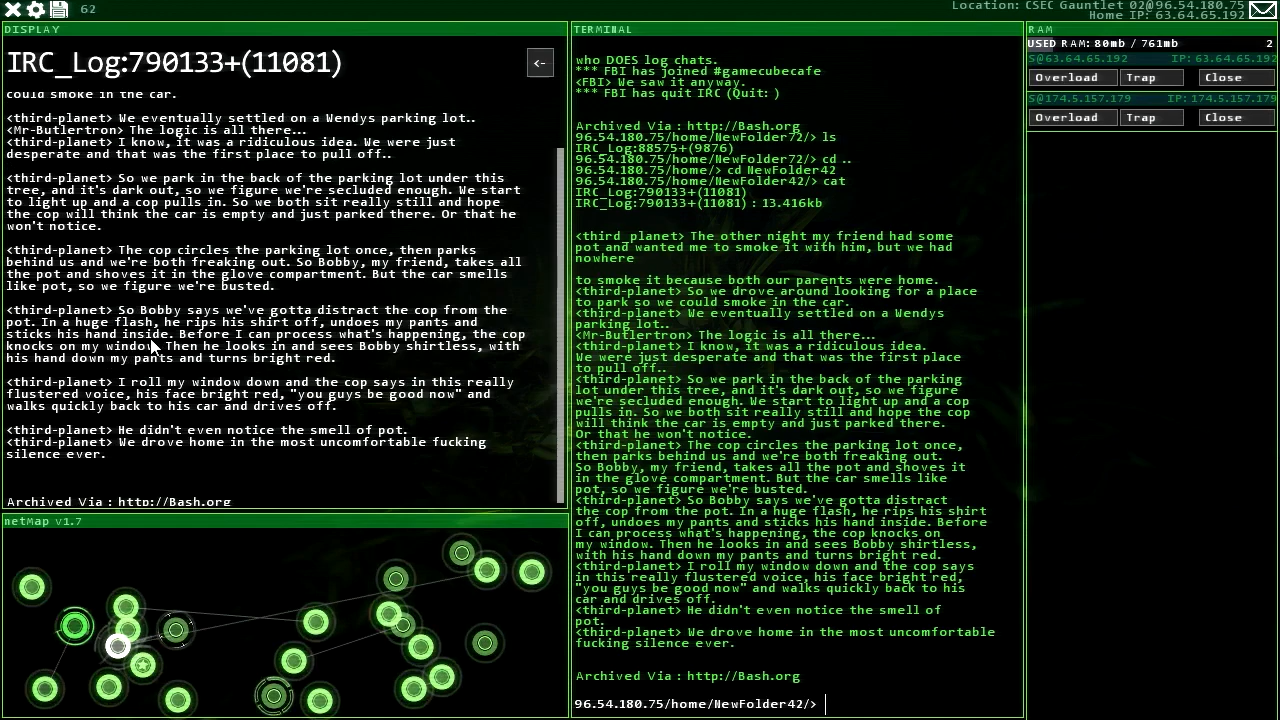 62
Location: CSEC Gauntlet 02@96.54.180.75
Home IP: 63.64.65.192
DISPLAY
IRC_Log:790133+(11081)
<-
could smoke in the car.
<third-planet> We eventually settled on a Wendys parking lot..
<Mr-Butlertron> The logic is all there...
<third-planet> I know, it was a ridiculous idea. We were just
desperate and that was the first place to pull off..
<third-planet> So we park in the back of the parking lot under this
tree, and it's dark out, so we figure we're secluded enough. We start
to light up and a cop pulls in. So we both sit really still and hope
the cop will think the car is empty and just parked there. Or that he
won't notice.
<third-planet> The cop circles the parking lot once, then parks
behind us and we're both freaking out. So Bobby, my friend, takes all
the pot and shoves it in the glove compartment. But the car smells
like pot, so we figure we're busted.
<third-planet> So Bobby says we've gotta distract the cop from the
pot. In a huge flash, he rips his shirt off, undoes my pants and
sticks his hand inside. Before I can process what's happening, the cop
knocks on my window. Then he looks in and sees Bobby shirtless, with
his hand down my pants and turns bright red.
<third-planet> I roll my window down and the cop says in this really
flustered voice, his face bright red, "you guys be good now" and
walks quickly back to his car and drives off.
<third-planet> He didn't even notice the smell of pot.
<third-planet> We drove home in the most uncomfortable fucking
silence ever.
Archived Via : http://Bash.org
netMap v1.7
TERMINAL
who DOES log chats.
*** FBI has joined #gamecubecafe
<FBI> We saw it anyway.
*** FBI has quit IRC (Quit: )
Archived Via : http://Bash.org
96.54.180.75/home/NewFolder72/> ls
IRC_Log:88575+(9876)
96.54.180.75/home/NewFolder72/> cd ..
96.54.180.75/home/> cd NewFolder42
96.54.180.75/home/NewFolder42/> cat
IRC_Log:790133+(11081)
IRC_Log:790133+(11081) : 13.416kb
<third_planet> The other night my friend had some
pot and wanted me to smoke it with him, but we had
nowhere
to smoke it because both our parents were home.
<third-planet> So we drove around looking for a place
to park so we could smoke in the car.
<third-planet> We eventually settled on a Wendys
parking lot..
<Mr-Butlertron> The logic is all there...
<third-planet> I know, it was a ridiculous idea.
We were just desperate and that was the first place
to pull off..
<third-planet> So we park in the back of the parking
lot under this tree, and it's dark out, so we figure
we're secluded enough. We start to light up and a cop
pulls in. So we both sit really still and hope the cop
will think the car is empty and just parked there.
Or that he won't notice.
<third-planet> The cop circles the parking lot once,
then parks behind us and we're both freaking out.
So Bobby, my friend, takes all the pot and shoves it
in the glove compartment. But the car smells like
pot, so we figure we're busted.
<third-planet> So Bobby says we've gotta distract
the cop from the pot. In a huge flash, he rips his shirt
off, undoes my pants and sticks his hand inside. Before
I can process what's happening, the cop knocks on
my window. Then he looks in and sees Bobby shirtless,
with his hand down my pants and turns bright red.
<third-planet> I roll my window down and the cop says
in this really flustered voice, his face bright red,
"you guys be good now" and walks quickly back to his
car and drives off.
<third-planet> He didn't even notice the smell of
pot.
<third-planet> We drove home in the most uncomfortable
fucking silence ever.
Archived Via : http://Bash.org
96.54.180.75/home/NewFolder42/>
RAM
USED RAM: 80mb / 761mb 2
S@63.64.65.192 IP: 63.64.65.192
Overload Trap Close
S@174.5.157.179 IP: 174.5.157.179
Overload Trap Close